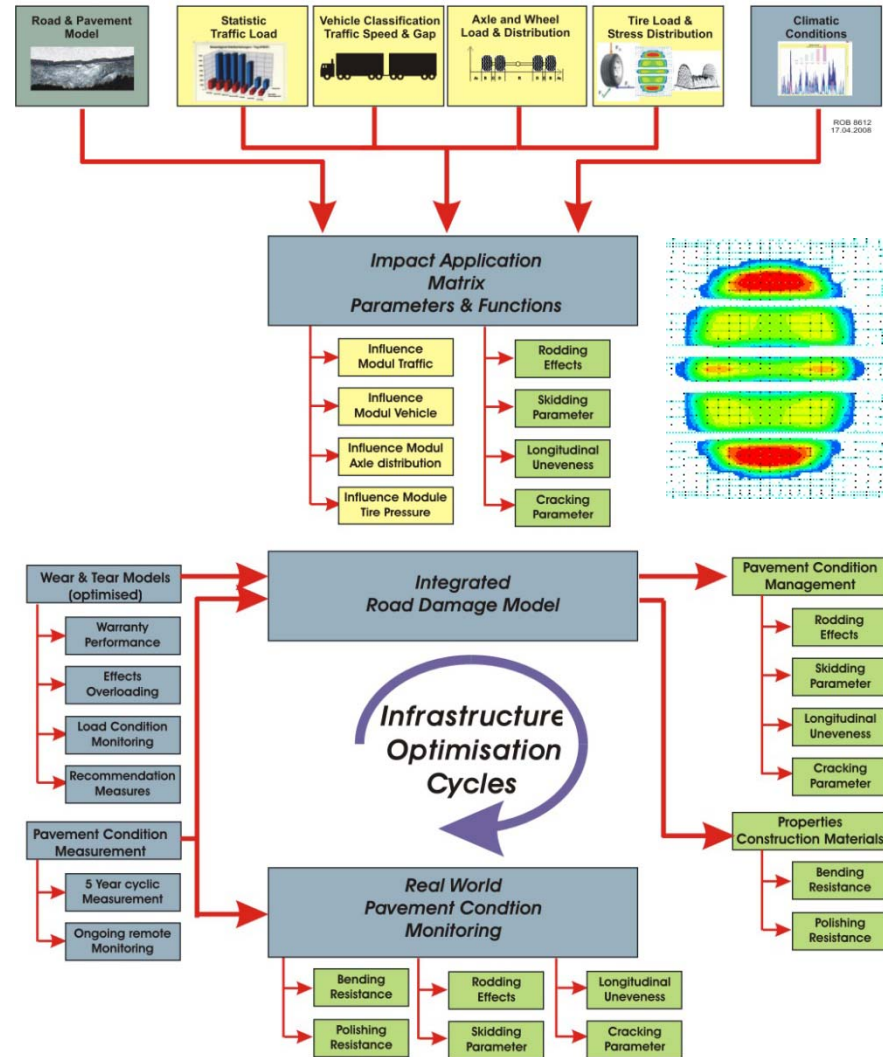 Road & Pavement
Model
Statistic
Traffic Load
Vehicle Classification
Traffic Speed & Gap
Axle and Wheel
Load & Distribution
Tire Load &
Stress Distribution
Climatic
Conditions
ROB 8612
17.04.2008
Impact Application
Matrix
Parameters & Functions
Influence
Modul Traffic
Influence
Modul Vehicle
Influence Modul
Axle distribution
Influence Module
Tire Pressure
Rodding
Effects
Skidding
Parameter
Longitudinal
Uneveness
Cracking
Parameter
Wear & Tear Models
(optimised)
Warranty
Performance
Effects
Overloading
Load Condition
Monitoring
Recommendation
Measures
Pavement Condition
Measurement
5 Year cyclic
Measurement
Ongoing remote
Monitoring
Integrated
Road Damage Model
Infrastructure
Optimisation
Cycles
Real World
Pavement Condtion
Monitoring
Bending
Resistance
Polishing
Resistance
Rodding
Effects
Skidding
Parameter
Longitudinal
Uneveness
Cracking
Parameter
Pavement Condition
Management
Rodding
Effects
Skidding
Parameter
Longitudinal
Uneveness
Cracking
Parameter
Properties
Construction Materials
Bending
Resistance
Polishing
Resistance